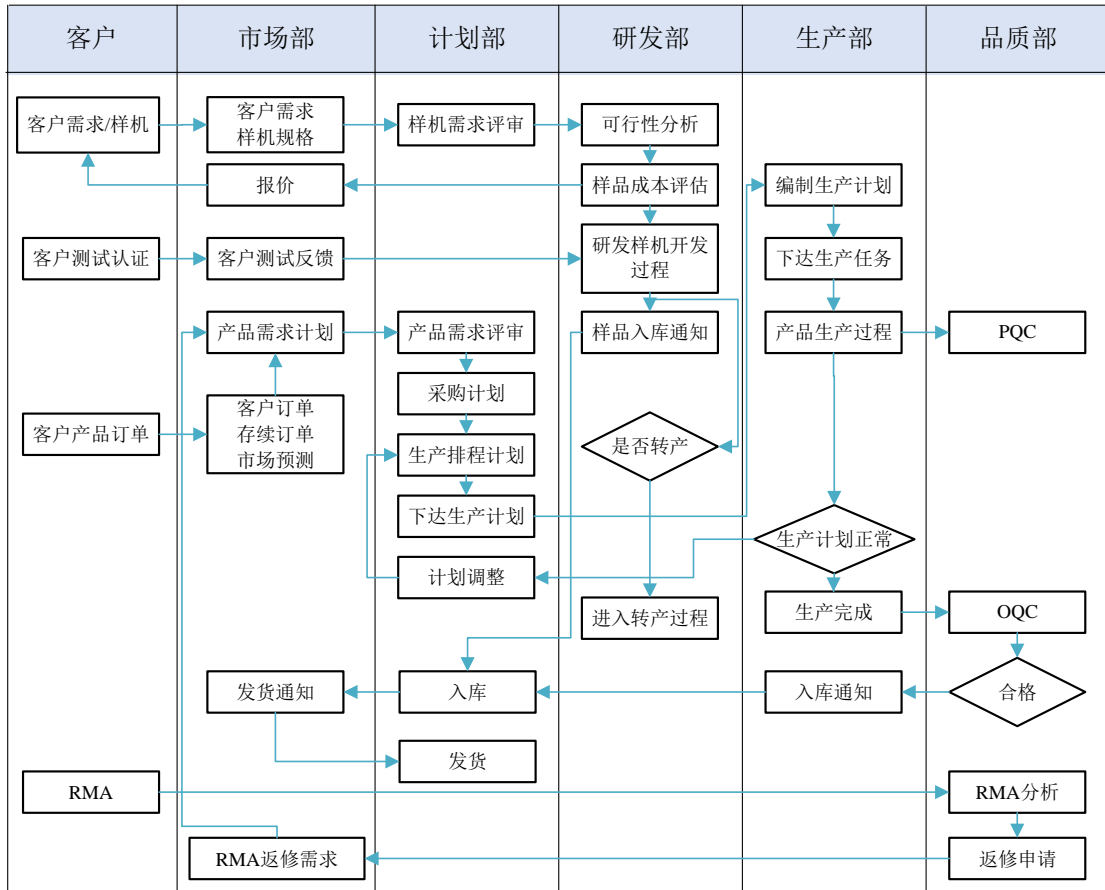 客户
市场部
计划部
研发部
生产部
品质部
客户需求/样机
客户需求
样机规格
样机需求评审
可行性分析
报价
样品成本评估
编制生产计划
客户测试认证
客户测试反馈
研发样机开发
过程
下达生产任务
产品需求计划
产品需求评审
样品入库通知
产品生产过程
PQC
采购计划
客户产品订单
客户订单
存续订单
市场预测
生产排程计划
是否转产
下达生产计划
生产计划正常
计划调整
进入转产过程
生产完成
OQC
发货通知
入库
入库通知
合格
发货
RMA
RMA分析
RMA返修需求
返修申请